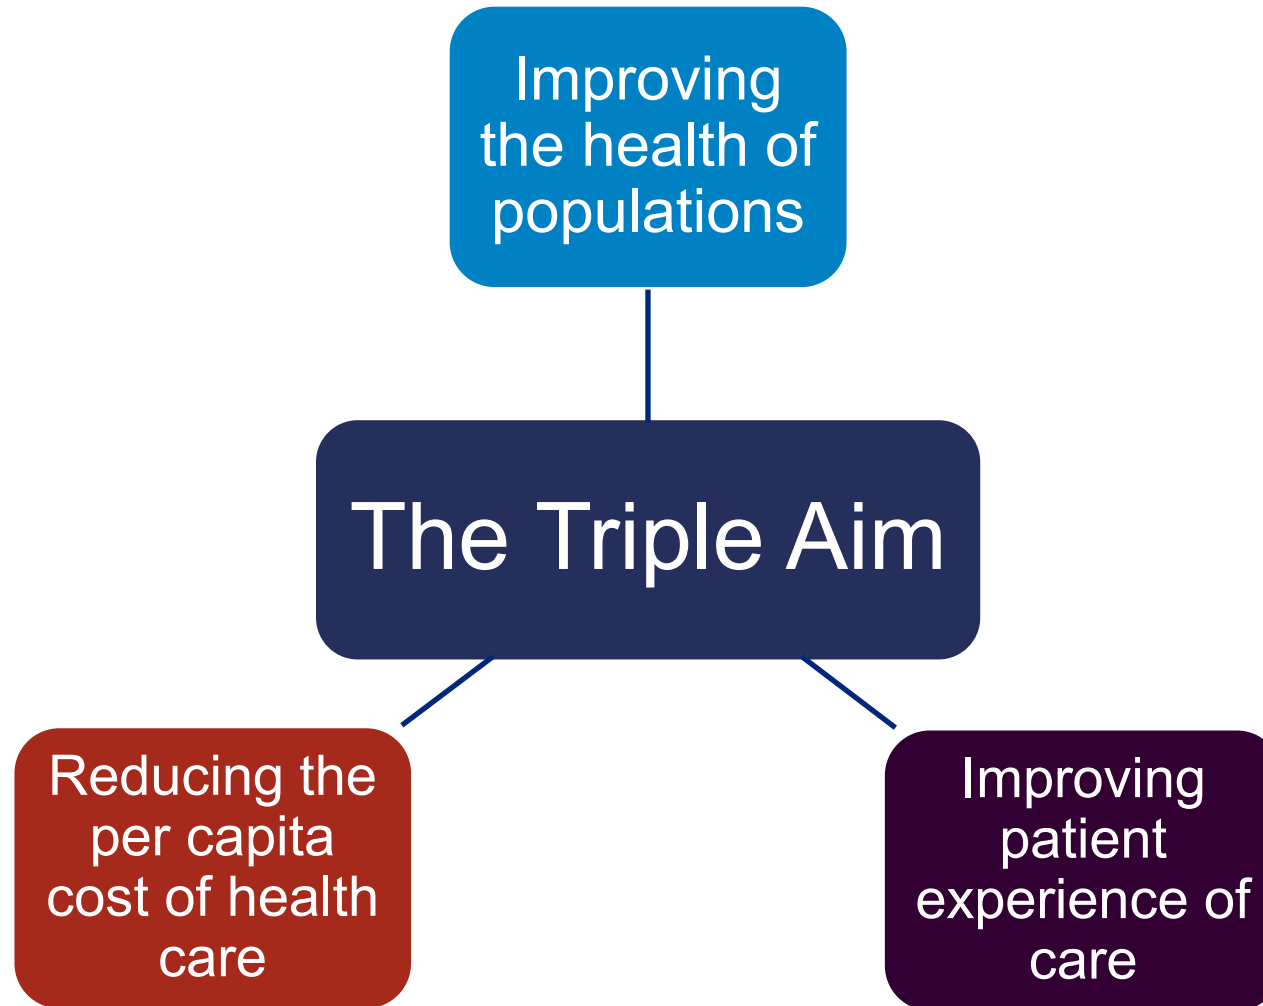 Improving
the health of
populations
The Triple Aim
Reducing the
per capita
cost of health
care
Improving
patient
experience of
care